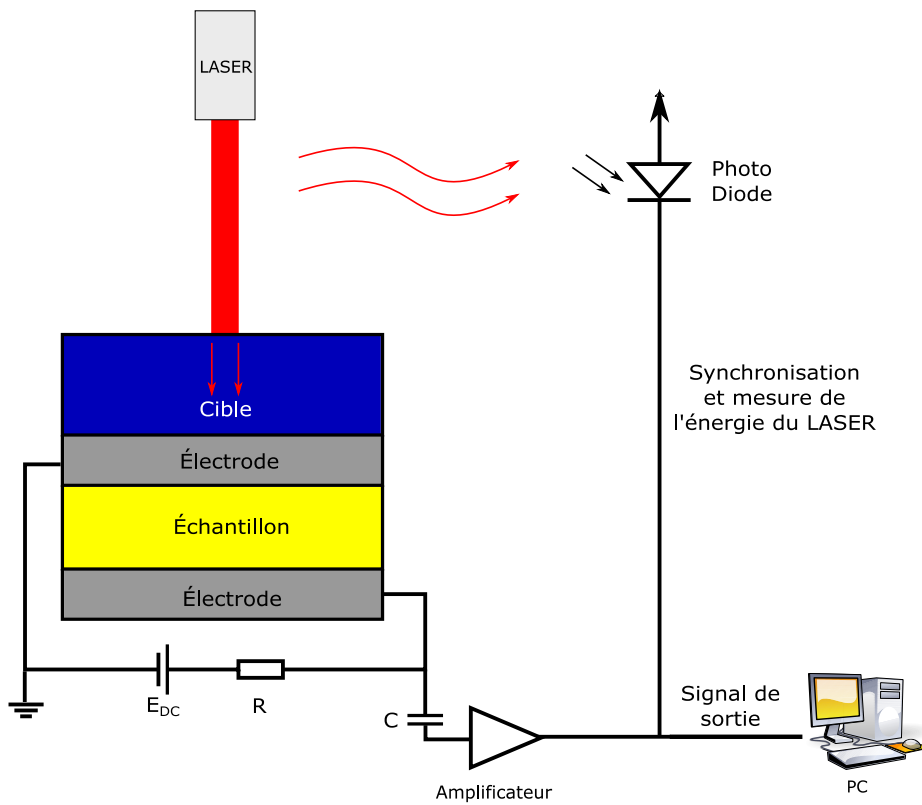 LASER
Photo
Diode
Synchronisation
et mesure de
l'énergie du LASER
Cible
Électrode
Échantillon
Électrode
E_DC
R
C
Amplificateur
Signal de
sortie
PC